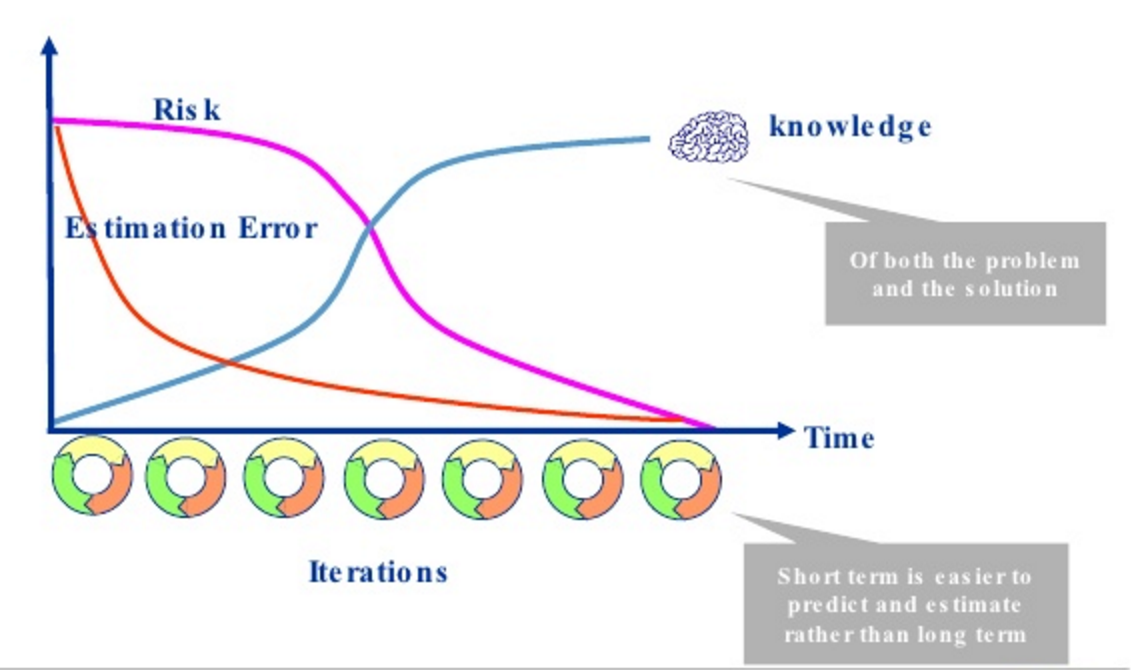 Risk
knowledge
Estimation Error
Of both the problem
and the solution
Time
Iterations
Short term is easier to
predict and estimate
rather than long term